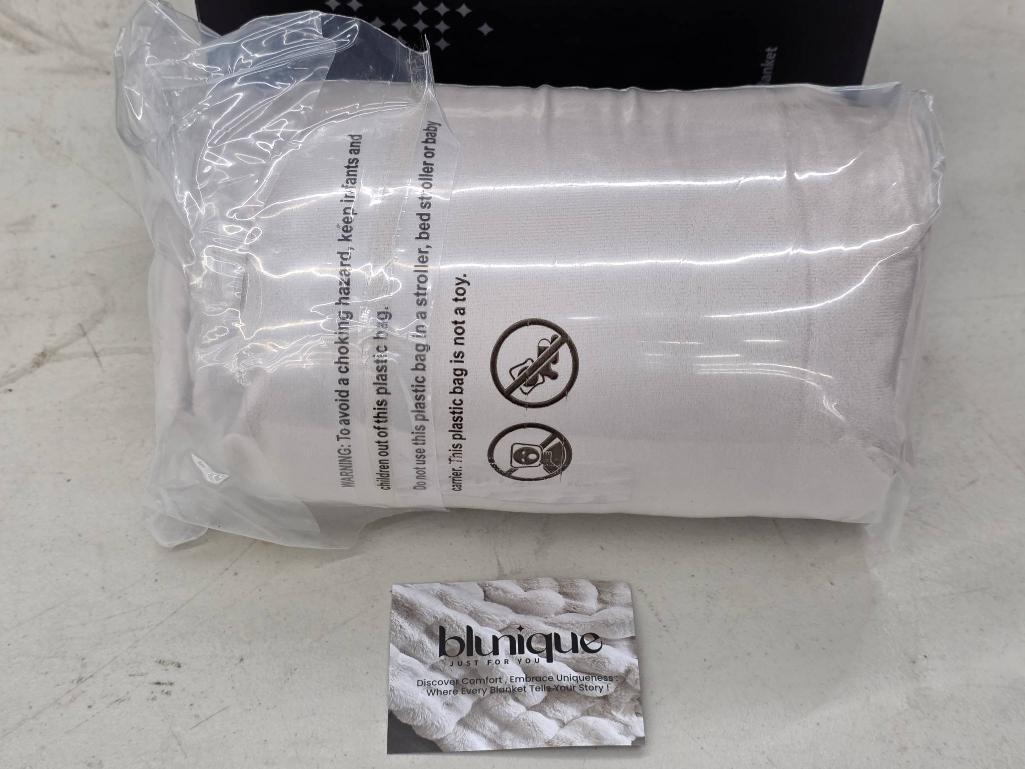 WARNING: To avoid a choking hazard, keep infants and
children out of this plastic bag.
Do not use this plastic bag in a stroller, bed stroller or baby
carrier. This plastic bag is not a toy.
blunique
JUST FOR YOU
Discover Comfort , Embrace Uniqueness :
Where Every Blanket Tells Your Story !